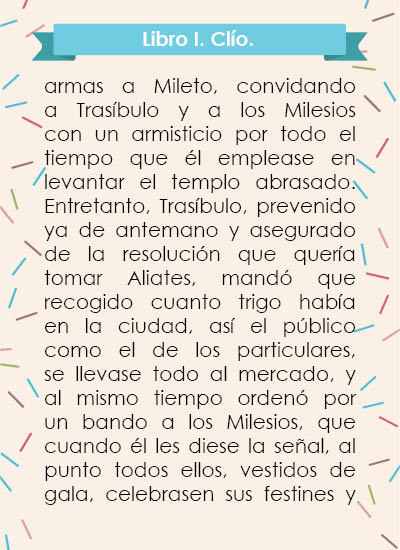 Libro I. Clío.
armas a Mileto, convidando
a Trasíbulo y a los Milesios
con un armisticio por todo el
tiempo que él emplease en
levantar el templo abrasado.
Entretanto, Trasíbulo, prevenido
ya de antemano y asegurado
de la resolución que quería
tomar Aliates, mandó que
recogido cuanto trigo había
en la ciudad, así el público
como el de los particulares,
se llevase todo al mercado, y
al mismo tiempo ordenó por
un bando a los Milesios, que
cuando él les diese la señal, al
punto todos ellos, vestidos de
gala, celebrasen sus festines y